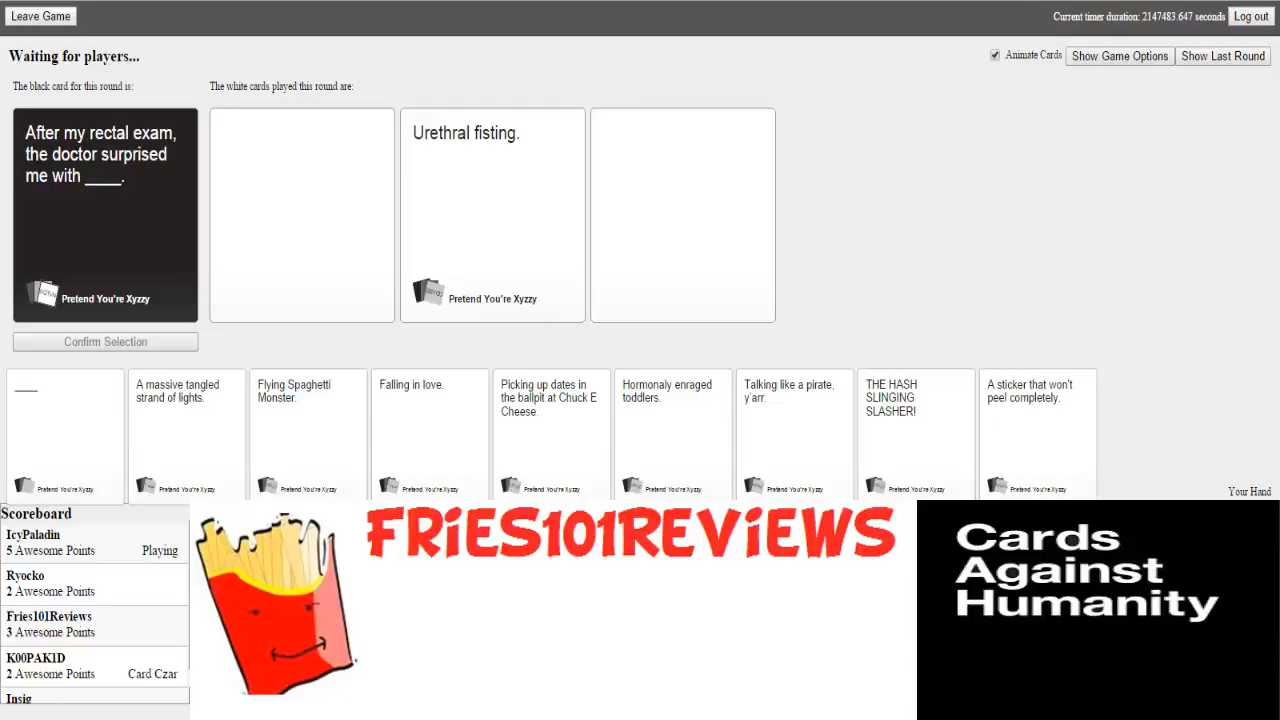 Leave Game
Current timer duration: 2147483.647 seconds
Log out
Waiting for players...
Animate Cards
Show Game Options
Show Last Round
The black card for this round is:
The white cards played this round are:
After my rectal exam,
the doctor surprised
me with ____.
Pretend You're Xyzzy
Urethral fisting.
Pretend You're Xyzzy
Confirm Selection
____
Pretend You're Xyzzy
A massive tangled
strand of lights.
Pretend You're Xyzzy
Flying Spaghetti
Monster.
Pretend You're Xyzzy
Falling in love.
Pretend You're Xyzzy
Picking up dates in
the ballpit at Chuck E
Cheese.
Pretend You're Xyzzy
Hormonaly enraged
toddlers.
Pretend You're Xyzzy
Talking like a pirate,
y'arr.
Pretend You're Xyzzy
THE HASH
SLINGING
SLASHER!
Pretend You're Xyzzy
A sticker that won't
peel completely.
Pretend You're Xyzzy
Your Hand
Scoreboard
IcyPaladin
5 Awesome Points Playing
Ryocko
2 Awesome Points
Fries101Reviews
3 Awesome Points
K00PAK1D
2 Awesome Points Card Czar
Insig
FRiES101REViEWS
Cards
Against
Humanity